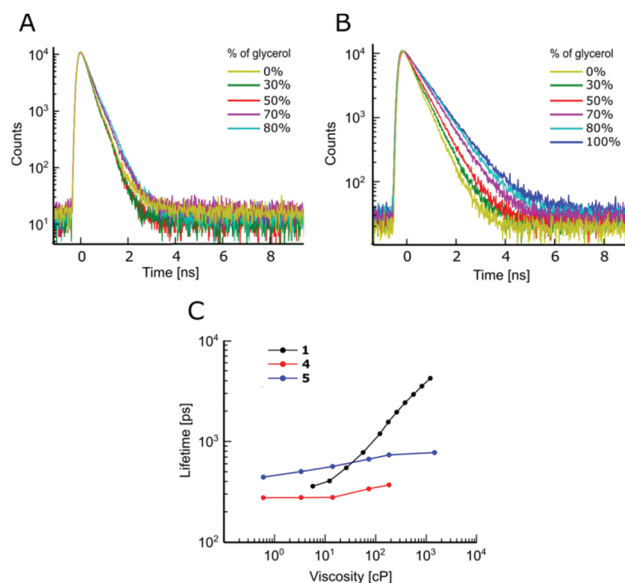 A
% of glycerol
0%
30%
50%
70%
80%
10⁴
10³
10²
10¹
Counts
0 2 4 6 8
Time [ns]
B
% of glycerol
0%
30%
50%
70%
80%
100%
10⁴
10³
10²
Counts
0 2 4 6 8
Time [ns]
C
1
4
5
10⁴
10³
10²
Lifetime [ps]
10⁰ 10¹ 10² 10³ 10⁴
Viscosity [cP]